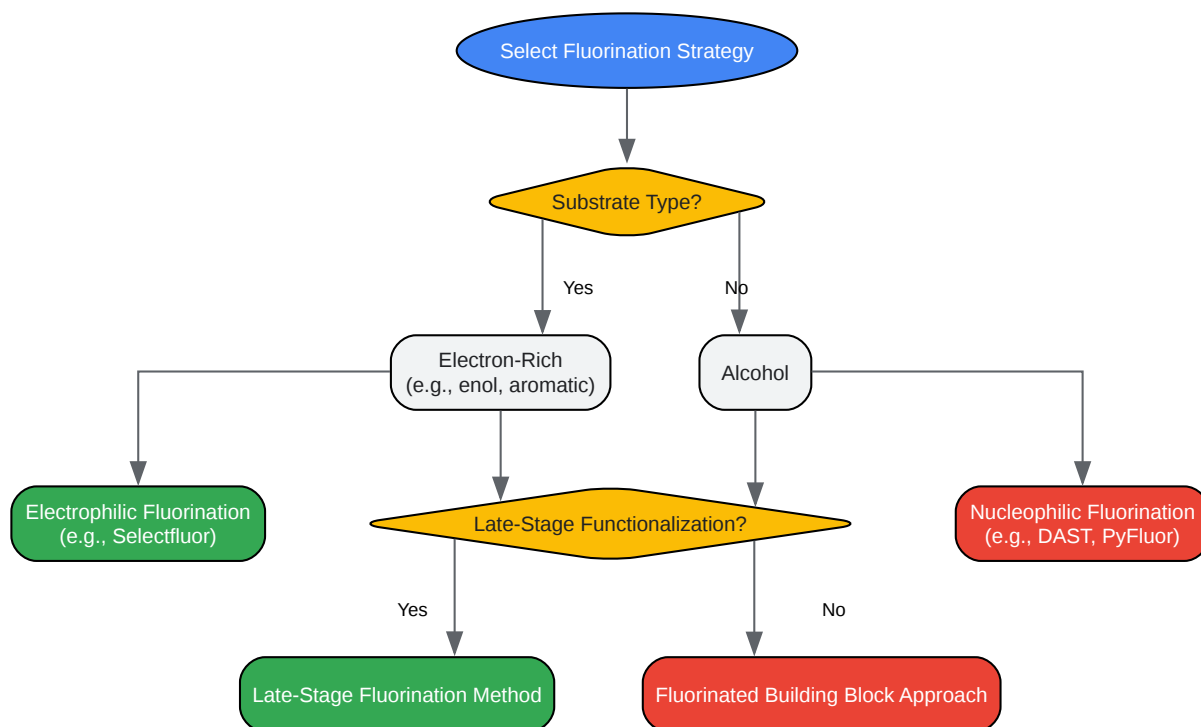 Select Fluorination Strategy
Substrate Type?
Yes
No
Electron-Rich
(e.g., enol, aromatic)
Alcohol
Electrophilic Fluorination
(e.g., Selectfluor)
Late-Stage Functionalization?
Nucleophilic Fluorination
(e.g., DAST, PyFluor)
Yes
No
Late-Stage Fluorination Method
Fluorinated Building Block Approach